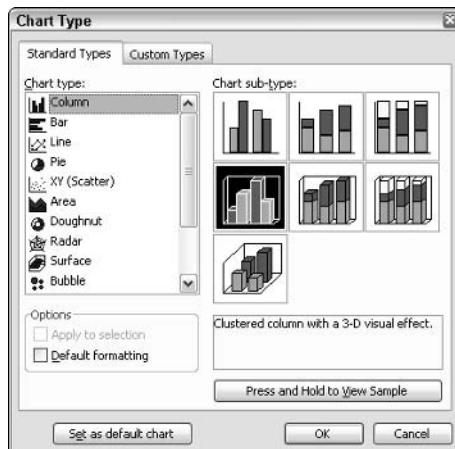 Chart Type
Standard Types
Custom Types
Chart type:
Column
Bar
Line
Pie
XY (Scatter)
Area
Doughnut
Radar
Surface
Bubble
Chart sub-type:
Clustered column with a 3-D visual effect.
Options
Apply to selection
Default formatting
Press and Hold to View Sample
Set as default chart
OK
Cancel